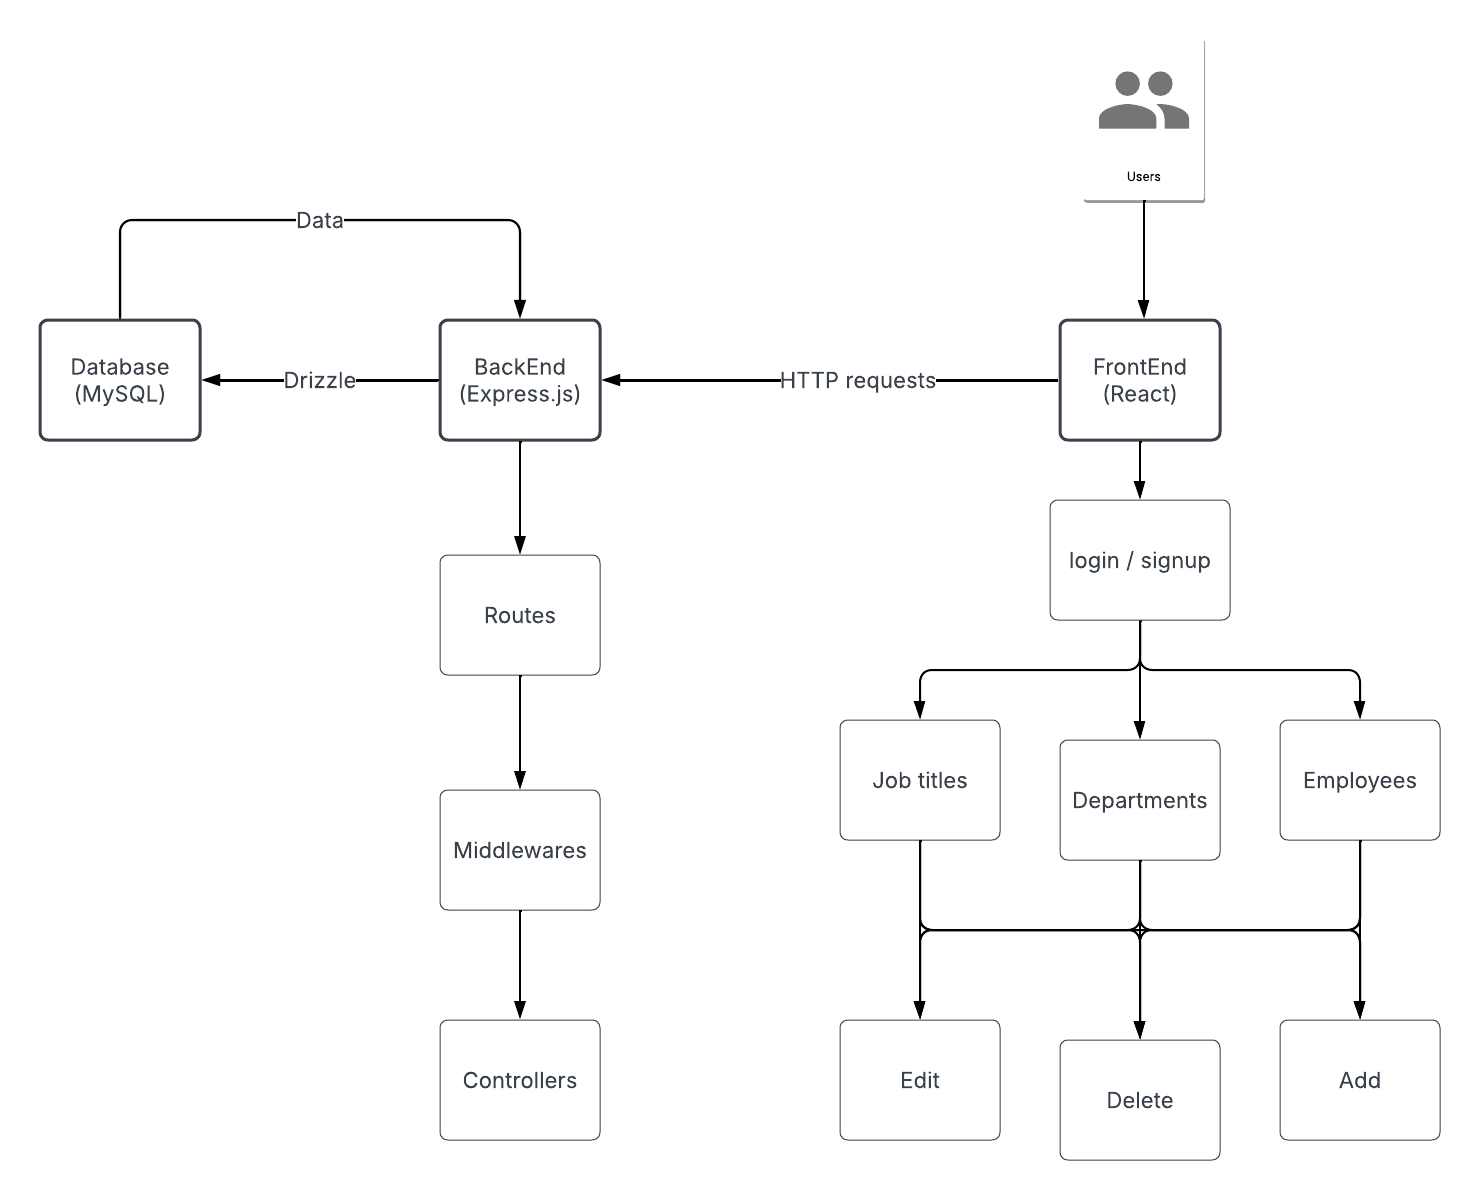 Users
Data
Database
(MySQL)
Drizzle
BackEnd
(Express.js)
HTTP requests
FrontEnd
(React)
login / signup
Routes
Job titles
Departments
Employees
Middlewares
Controllers
Edit
Delete
Add